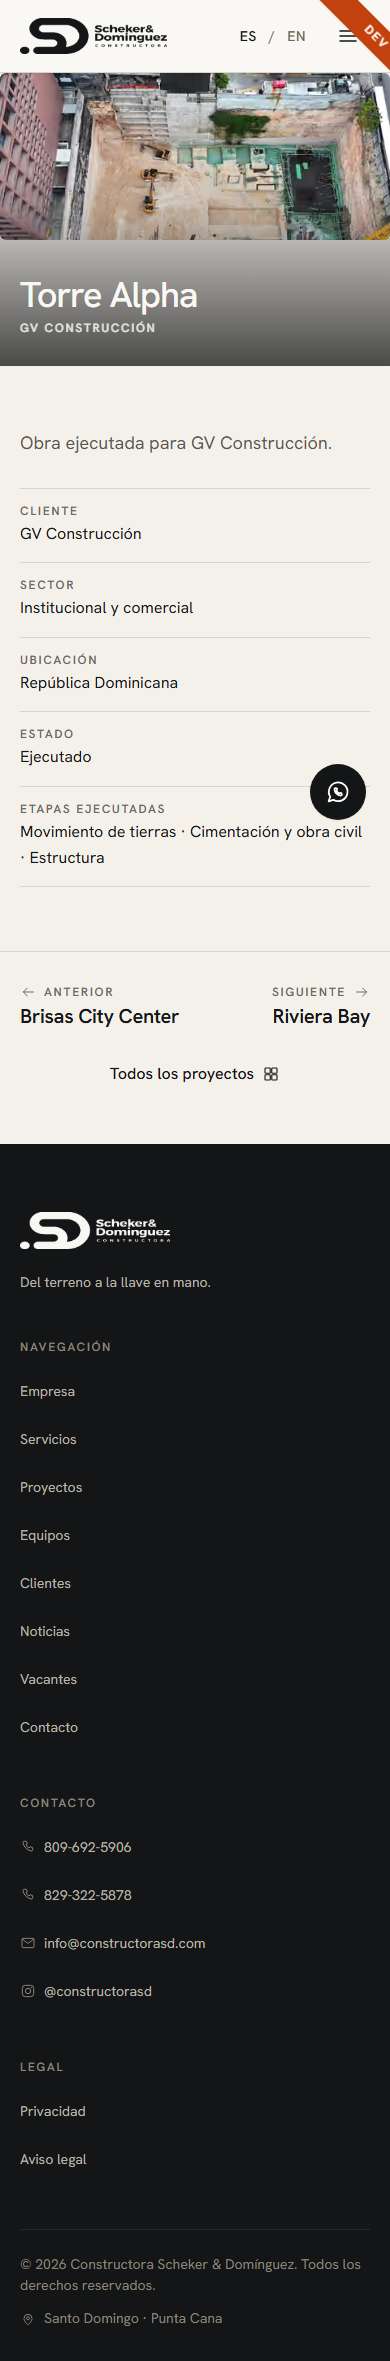 Scheker&
Domínguez
CONSTRUCTORA
ES / EN
DEV
Torre Alpha
GV CONSTRUCCIÓN
Obra ejecutada para GV Construcción.
CLIENTE
GV Construcción
SECTOR
Institucional y comercial
UBICACIÓN
República Dominicana
ESTADO
Ejecutado
ETAPAS EJECUTADAS
Movimiento de tierras · Cimentación y obra civil
· Estructura
← ANTERIOR
Brisas City Center
SIGUIENTE →
Riviera Bay
Todos los proyectos
Scheker&
Domínguez
CONSTRUCTORA
Del terreno a la llave en mano.
NAVEGACIÓN
Empresa
Servicios
Proyectos
Equipos
Clientes
Noticias
Vacantes
Contacto
CONTACTO
809-692-5906
829-322-5878
info@constructorasd.com
@constructorasd
LEGAL
Privacidad
Aviso legal
© 2026 Constructora Scheker & Domínguez. Todos los
derechos reservados.
Santo Domingo · Punta Cana